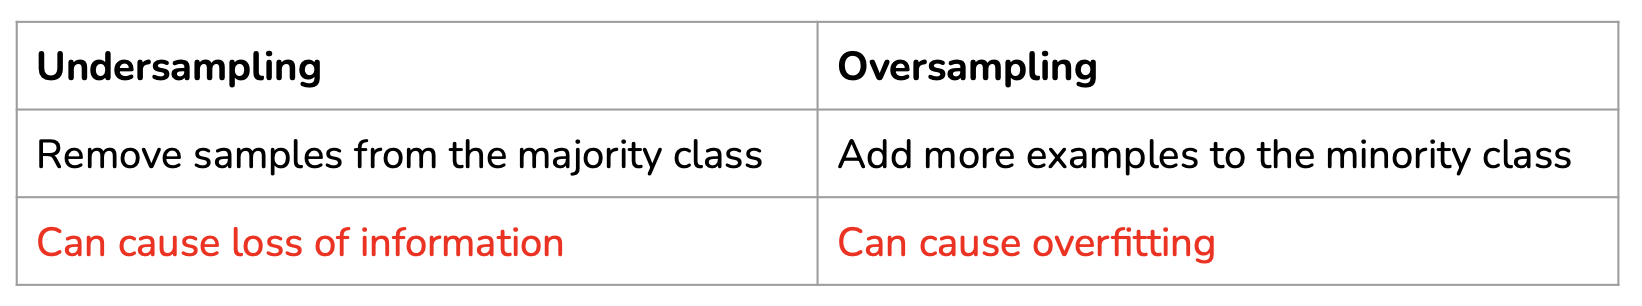 Undersampling
Oversampling
Remove samples from the majority class
Add more examples to the minority class
Can cause loss of information
Can cause overfitting